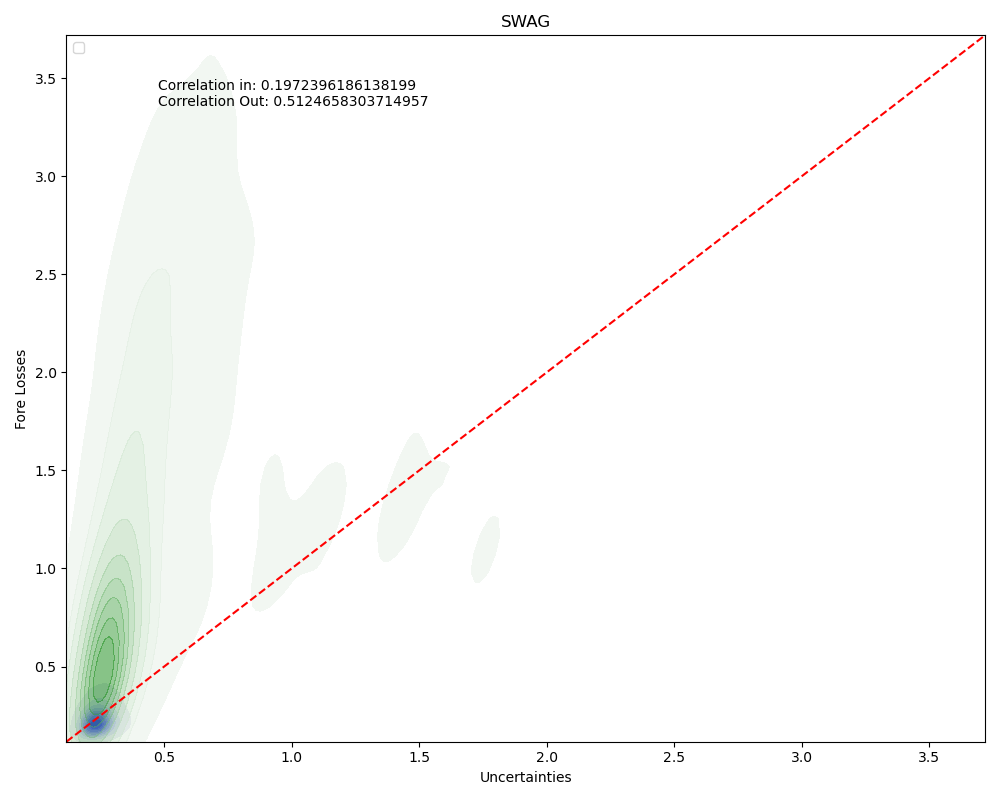 SWAG
Correlation in: 0.1972396186138199
Correlation Out: 0.5124658303714957
Fore Losses
3.5
3.0
2.5
2.0
1.5
1.0
0.5
0.5 1.0 1.5 2.0 2.5 3.0 3.5
Uncertainties